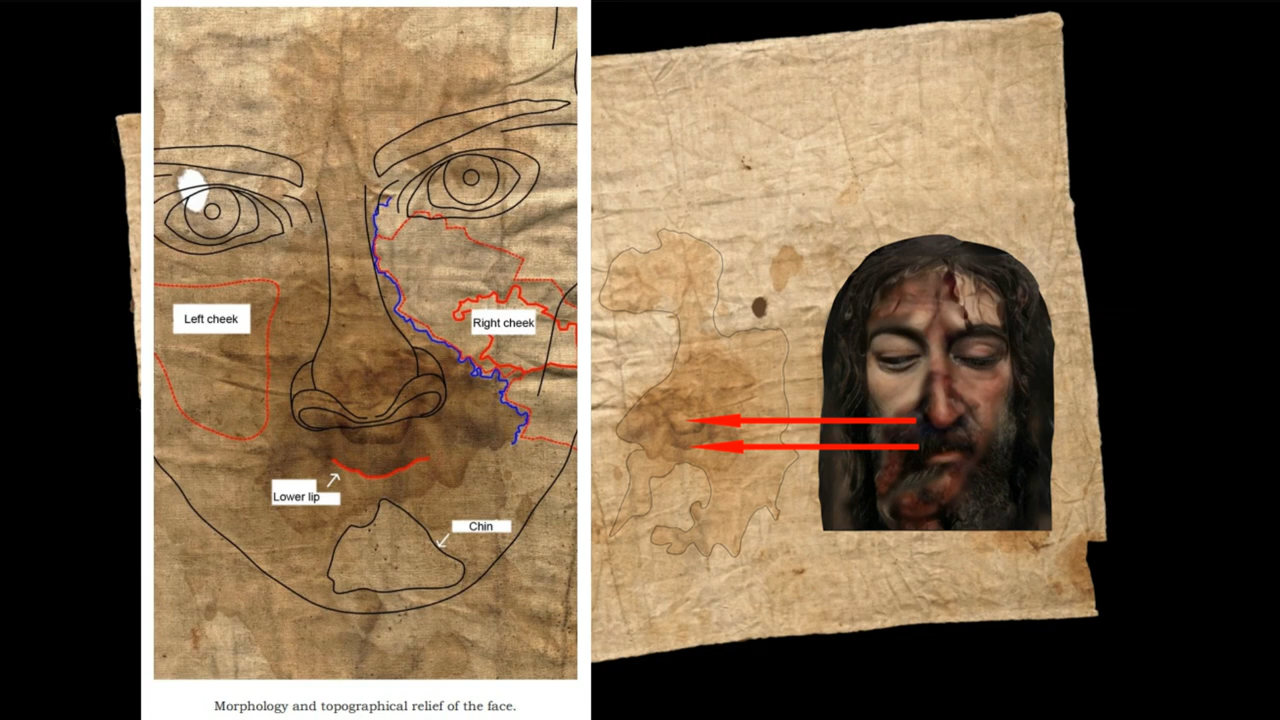 Left cheek
Right cheek
Lower lip
Chin
Morphology and topographical relief of the face.